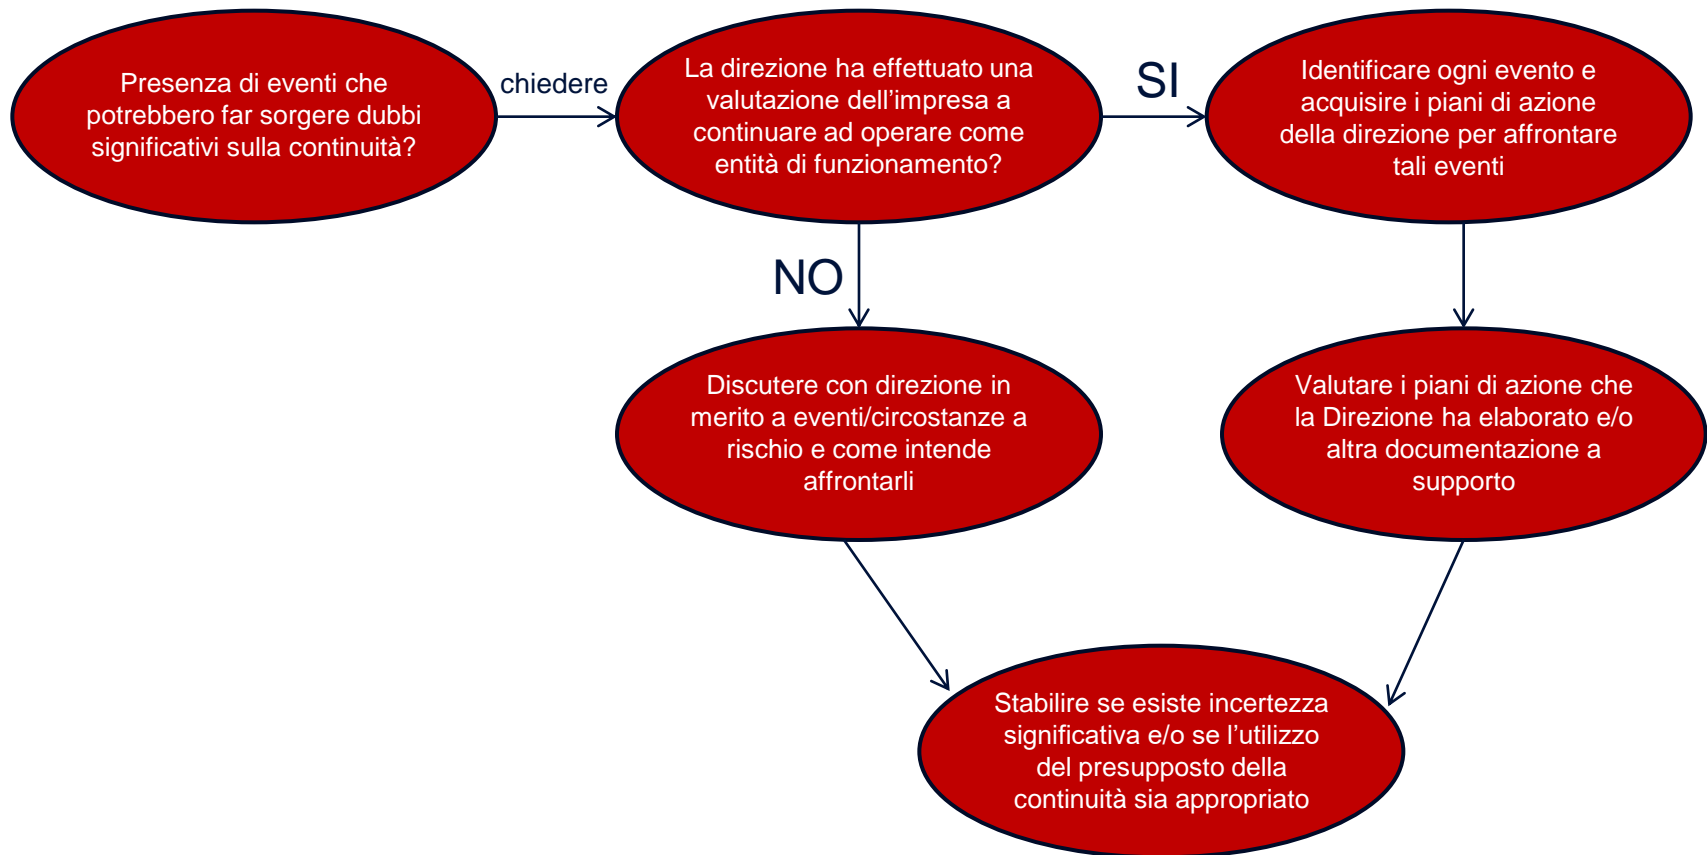 Presenza di eventi che
potrebbero far sorgere dubbi
significativi sulla continuità?
chiedere
La direzione ha effettuato una
valutazione dell’impresa a
continuare ad operare come
entità di funzionamento?
SI
Identificare ogni evento e
acquisire i piani di azione
della direzione per affrontare
tali eventi
NO
Discutere con direzione in
merito a eventi/circostanze a
rischio e come intende
affrontarli
Valutare i piani di azione che
la Direzione ha elaborato e/o
altra documentazione a
supporto
Stabilire se esiste incertezza
significativa e/o se l’utilizzo
del presupposto della
continuità sia appropriato